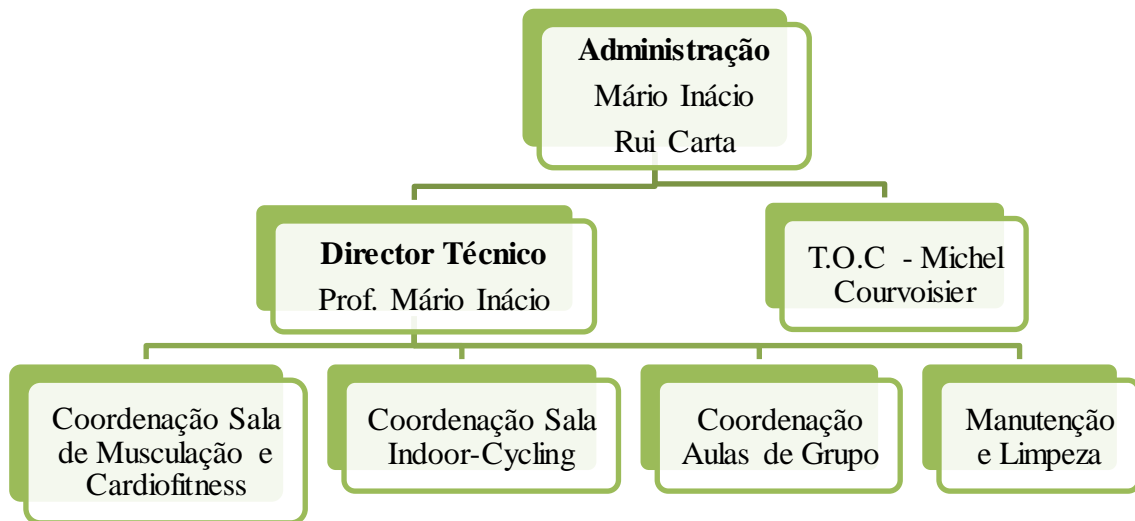 Administração
Mário Inácio
Rui Carta
Director Técnico
Prof. Mário Inácio
T.O.C - Michel
Courvoisier
Coordenação Sala
de Musculação e
Cardiofitness
Coordenação Sala
Indoor-Cycling
Coordenação
Aulas de Grupo
Manutenção
e Limpeza